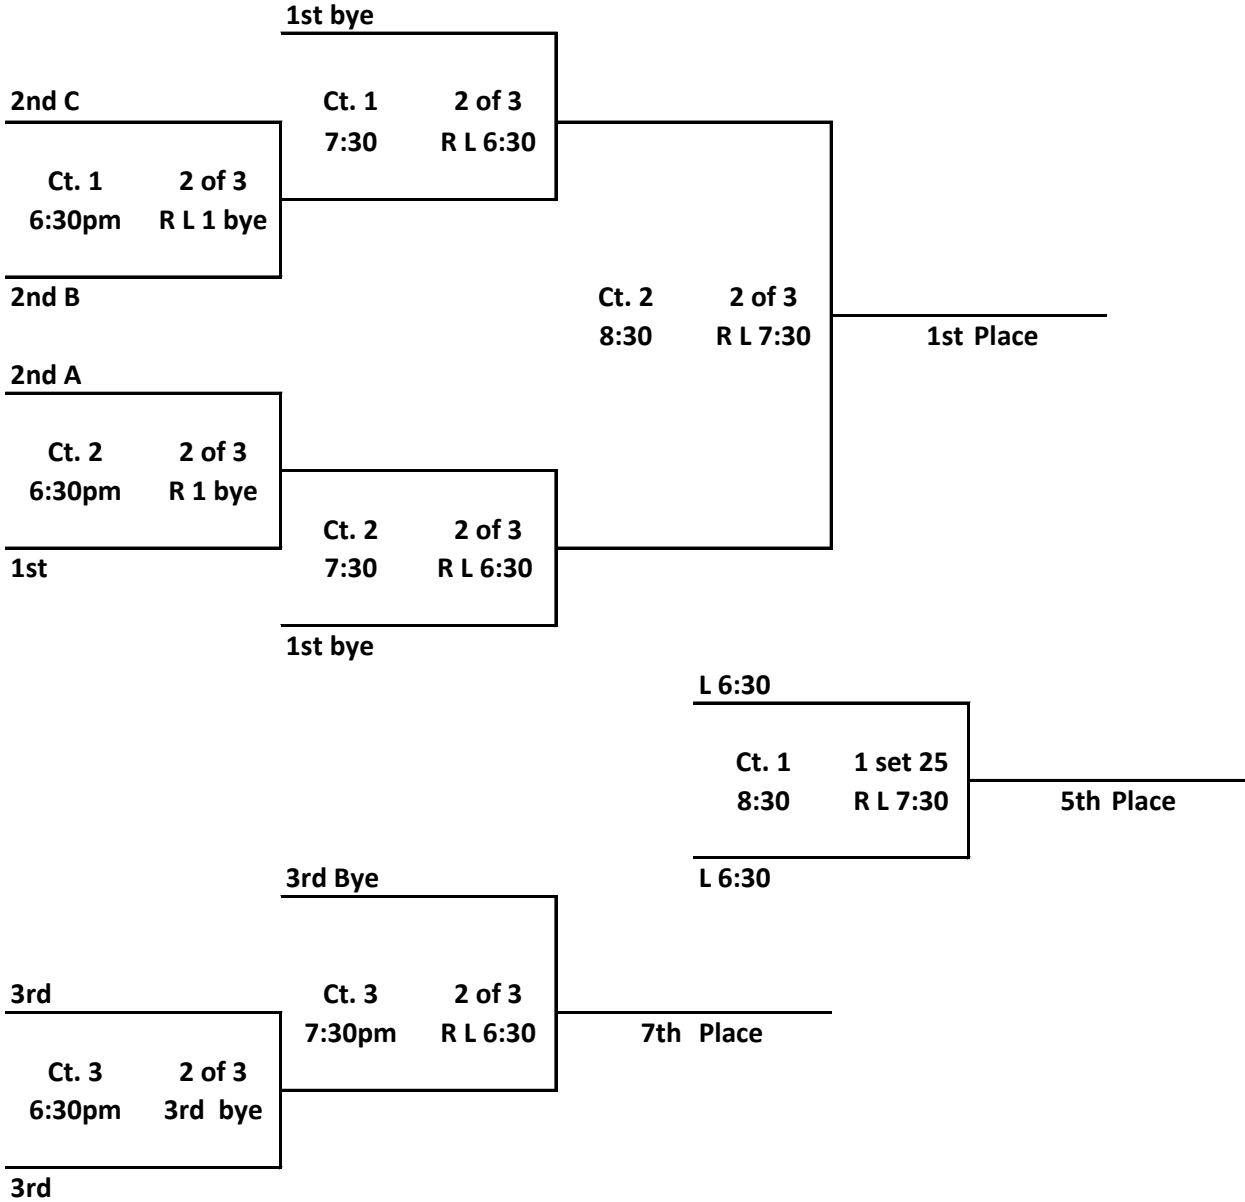 1st bye
2nd C
Ct. 1 2 of 3
7:30 R L 6:30
Ct. 1 2 of 3
6:30pm R L 1 bye
2nd B
Ct. 2 2 of 3
8:30 R L 7:30
1st Place
2nd A
Ct. 2 2 of 3
6:30pm R 1 bye
Ct. 2 2 of 3
7:30 R L 6:30
1st
1st bye
L 6:30
Ct. 1 1 set 25
8:30 R L 7:30
5th Place
L 6:30
3rd Bye
3rd
Ct. 3 2 of 3
7:30pm R L 6:30
7th Place
Ct. 3 2 of 3
6:30pm 3rd bye
3rd